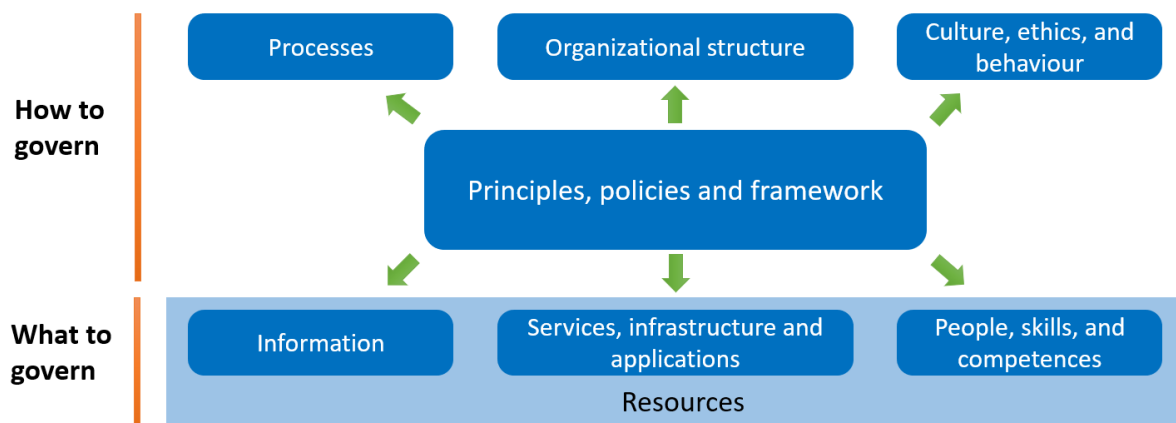 How to
govern
Processes
Organizational structure
Culture, ethics, and
behaviour
Principles, policies and framework
What to
govern
Information
Services, infrastructure and
applications
People, skills, and
competences
Resources